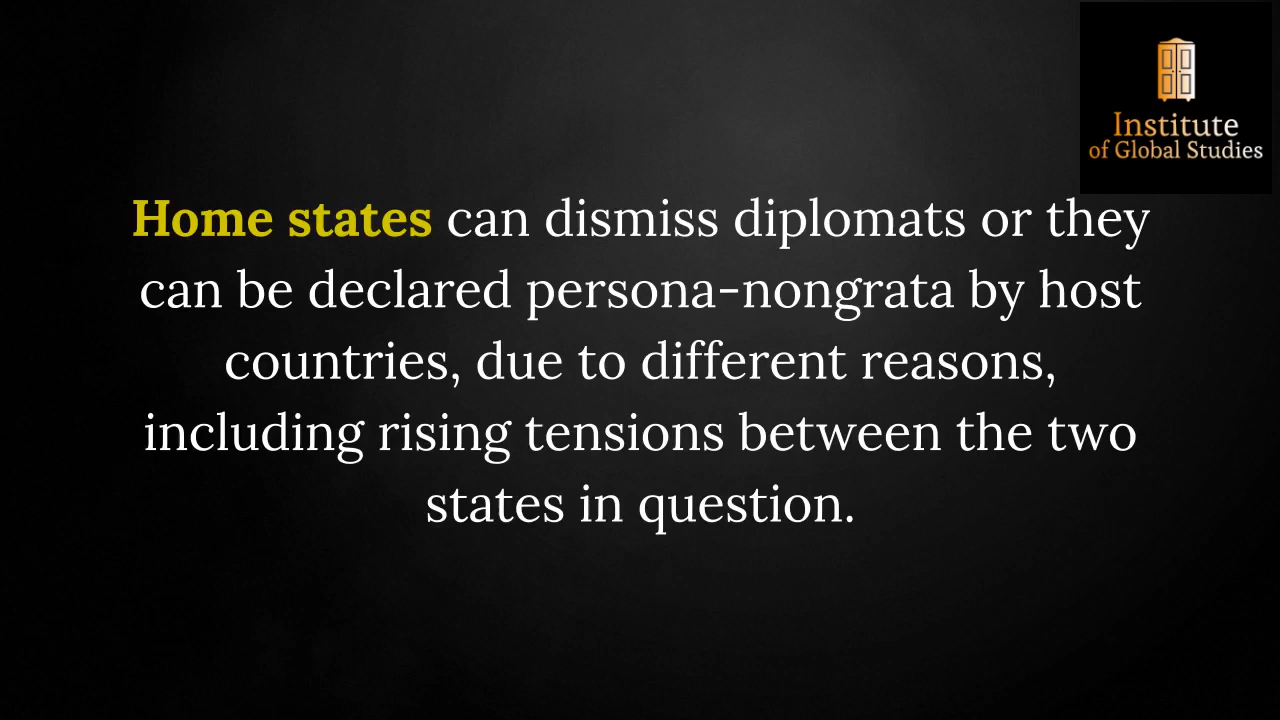 Institute
of Global Studies
Home states can dismiss diplomats or they
can be declared persona-nongrata by host
countries, due to different reasons,
including rising tensions between the two
states in question.